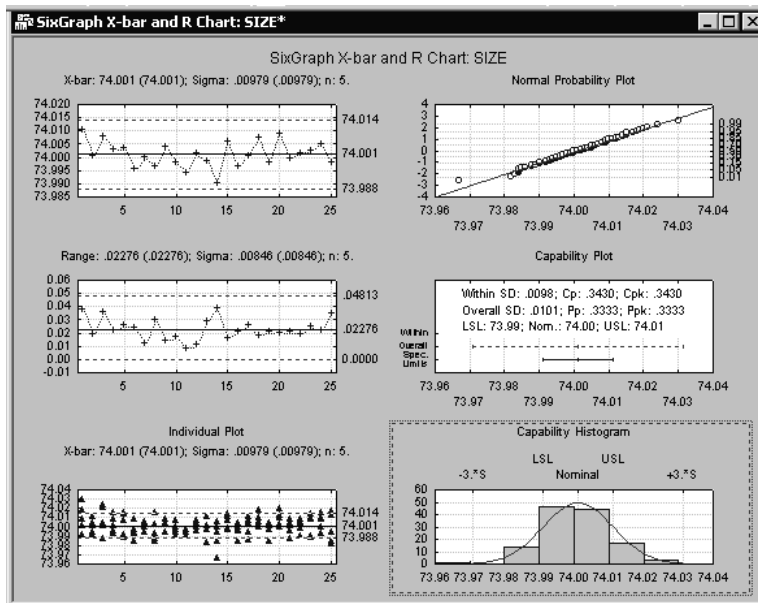 SixGraph X-bar and R Chart: SIZE*
SixGraph X-bar and R Chart: SIZE
X-bar: 74.001 (74.001); Sigma: .00979 (.00979); n: 5.
74.020
74.015
74.010
74.005
74.000
73.995
73.990
73.985
74.014
74.001
73.988
5 10 15 20 25
Normal Probability Plot
4
3
2
1
0
-1
-2
-3
-4
0.99
0.95
0.05
0.01
73.96 73.98 74.00 74.02 74.04
73.97 73.99 74.01 74.03
Range: .02276 (.02276); Sigma: .00846 (.00846); n: 5.
0.06
0.05
0.04
0.03
0.02
0.01
0.00
-0.01
.04813
.02276
0.0000
5 10 15 20 25
Capability Plot
Within SD: .0098; Cp: .3430; Cpk: .3430
Overall SD: .0101; Pp: .3333; Ppk: .3333
LSL: 73.99; Nom.: 74.00; USL: 74.01
Within
Overall
Spec.
Limits
73.96 73.98 74.00 74.02 74.04
73.97 73.99 74.01 74.03
Individual Plot
X-bar: 74.001 (74.001); Sigma: .00979 (.00979); n: 5.
74.04
74.03
74.02
74.01
74.00
73.99
73.98
73.97
73.96
74.014
74.001
73.988
5 10 15 20 25
Capability Histogram
LSL USL
-3.*S Nominal +3.*S
60
50
40
30
20
10
0
73.96 73.98 74.00 74.02 74.04
73.97 73.99 74.01 74.03